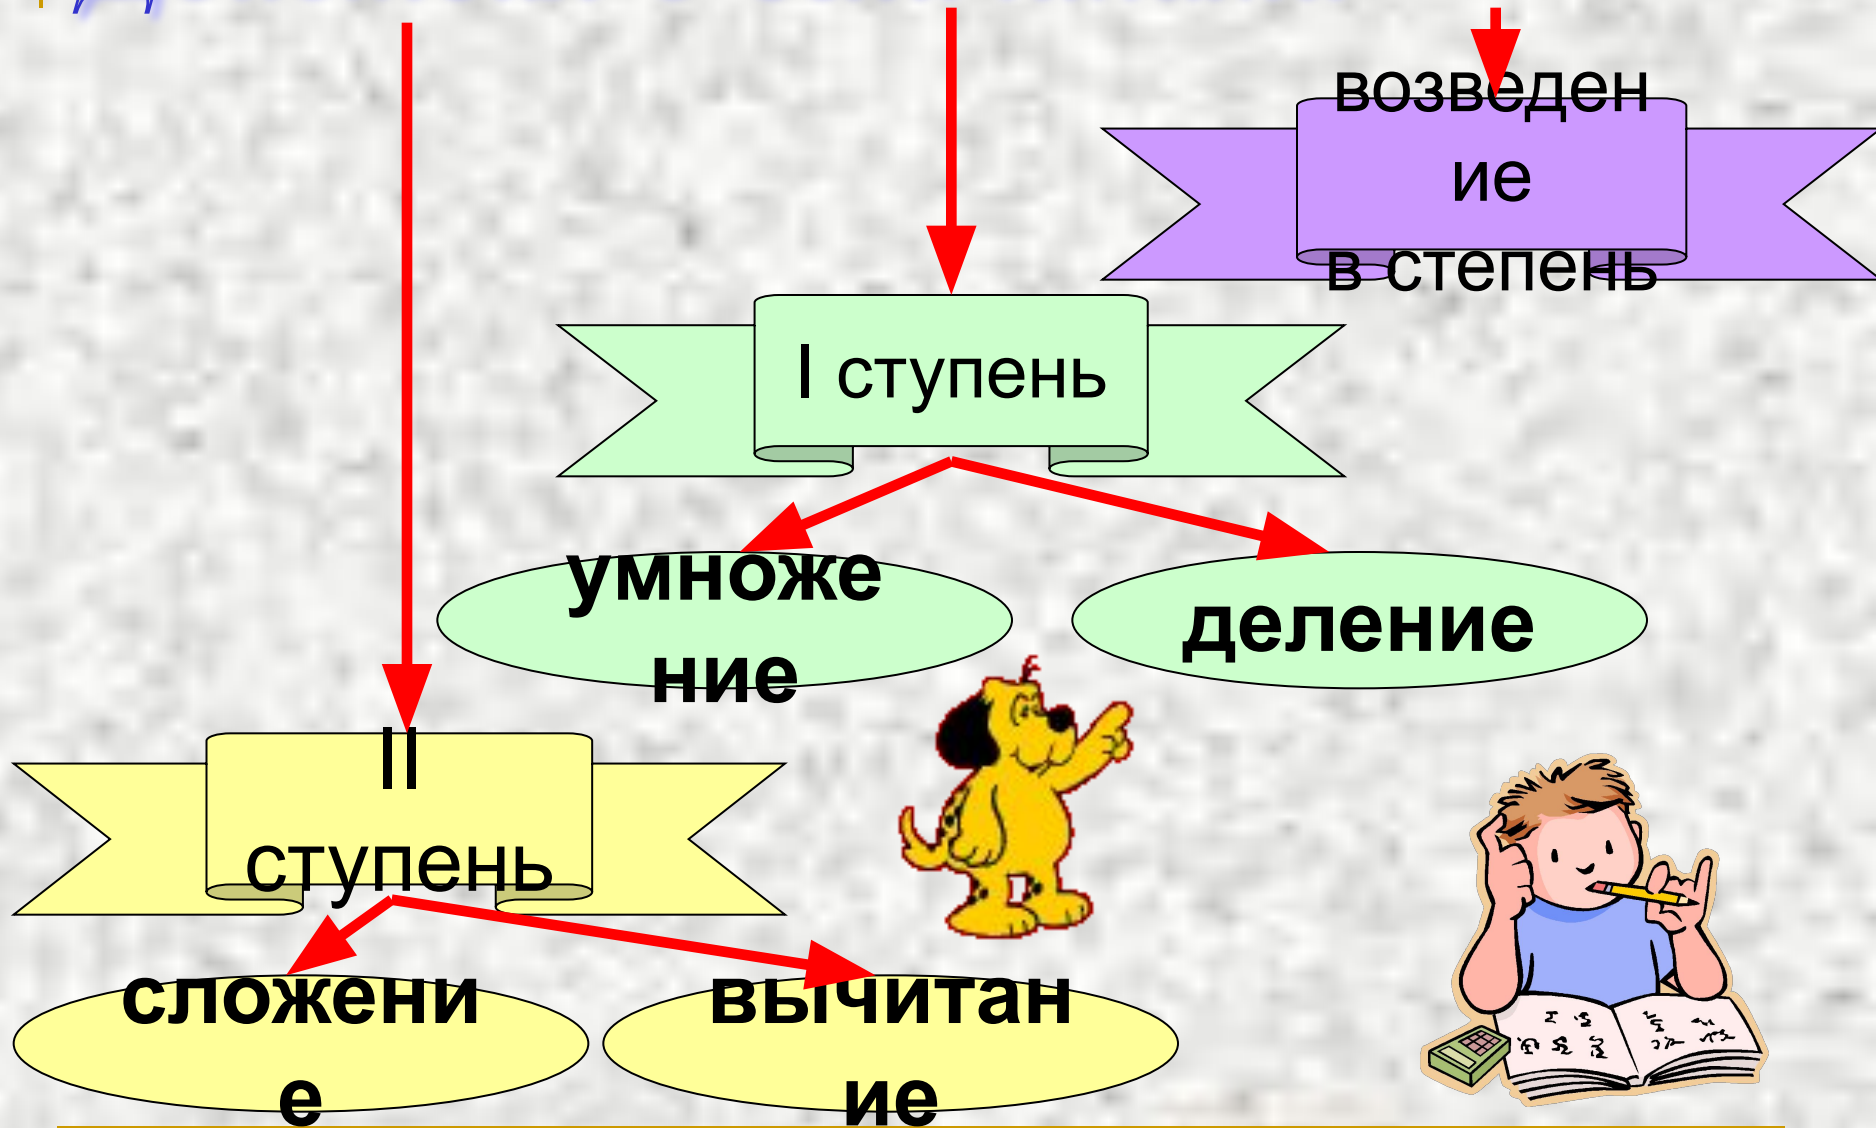 возведен
ие
в степень
I ступень
умноже
ние
деление
II
ступень
сложени
е
вычитан
ие